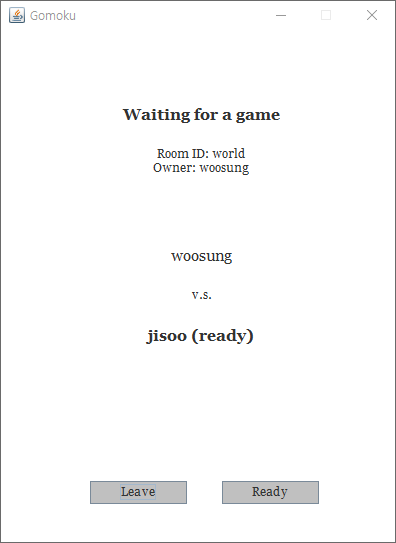 Gomoku
Waiting for a game
Room ID: world
Owner: woosung
woosung
v.s.
jisoo (ready)
Leave Ready